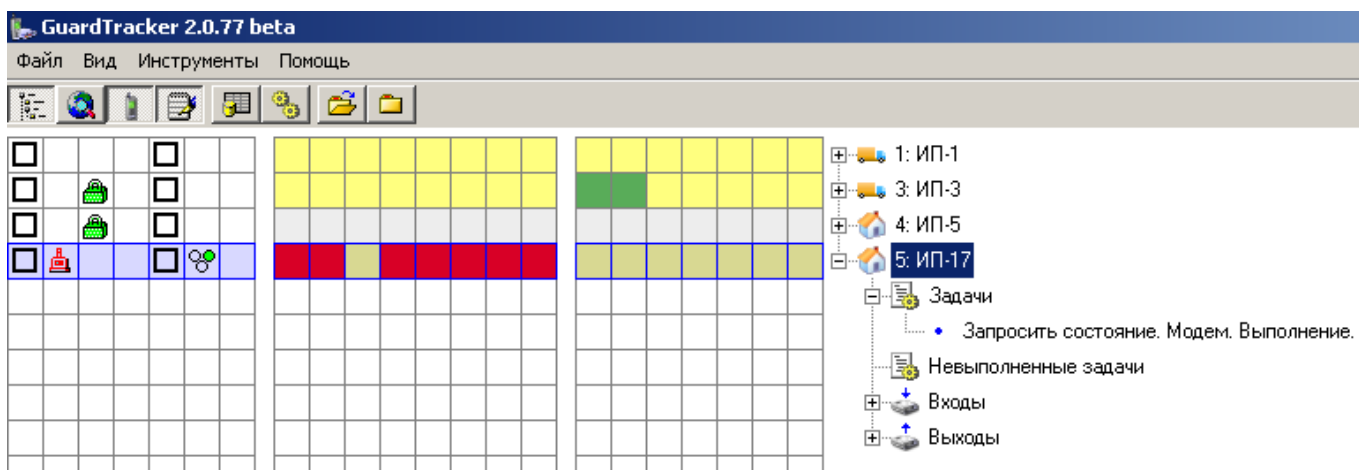 GuardTracker 2.0.77 beta
Файл Вид Инструменты Помощь
1: ИП-1
3: ИП-3
4: ИП-5
5: ИП-17
Задачи
Запросить состояние. Модем. Выполнение.
Невыполненные задачи
Входы
Выходы